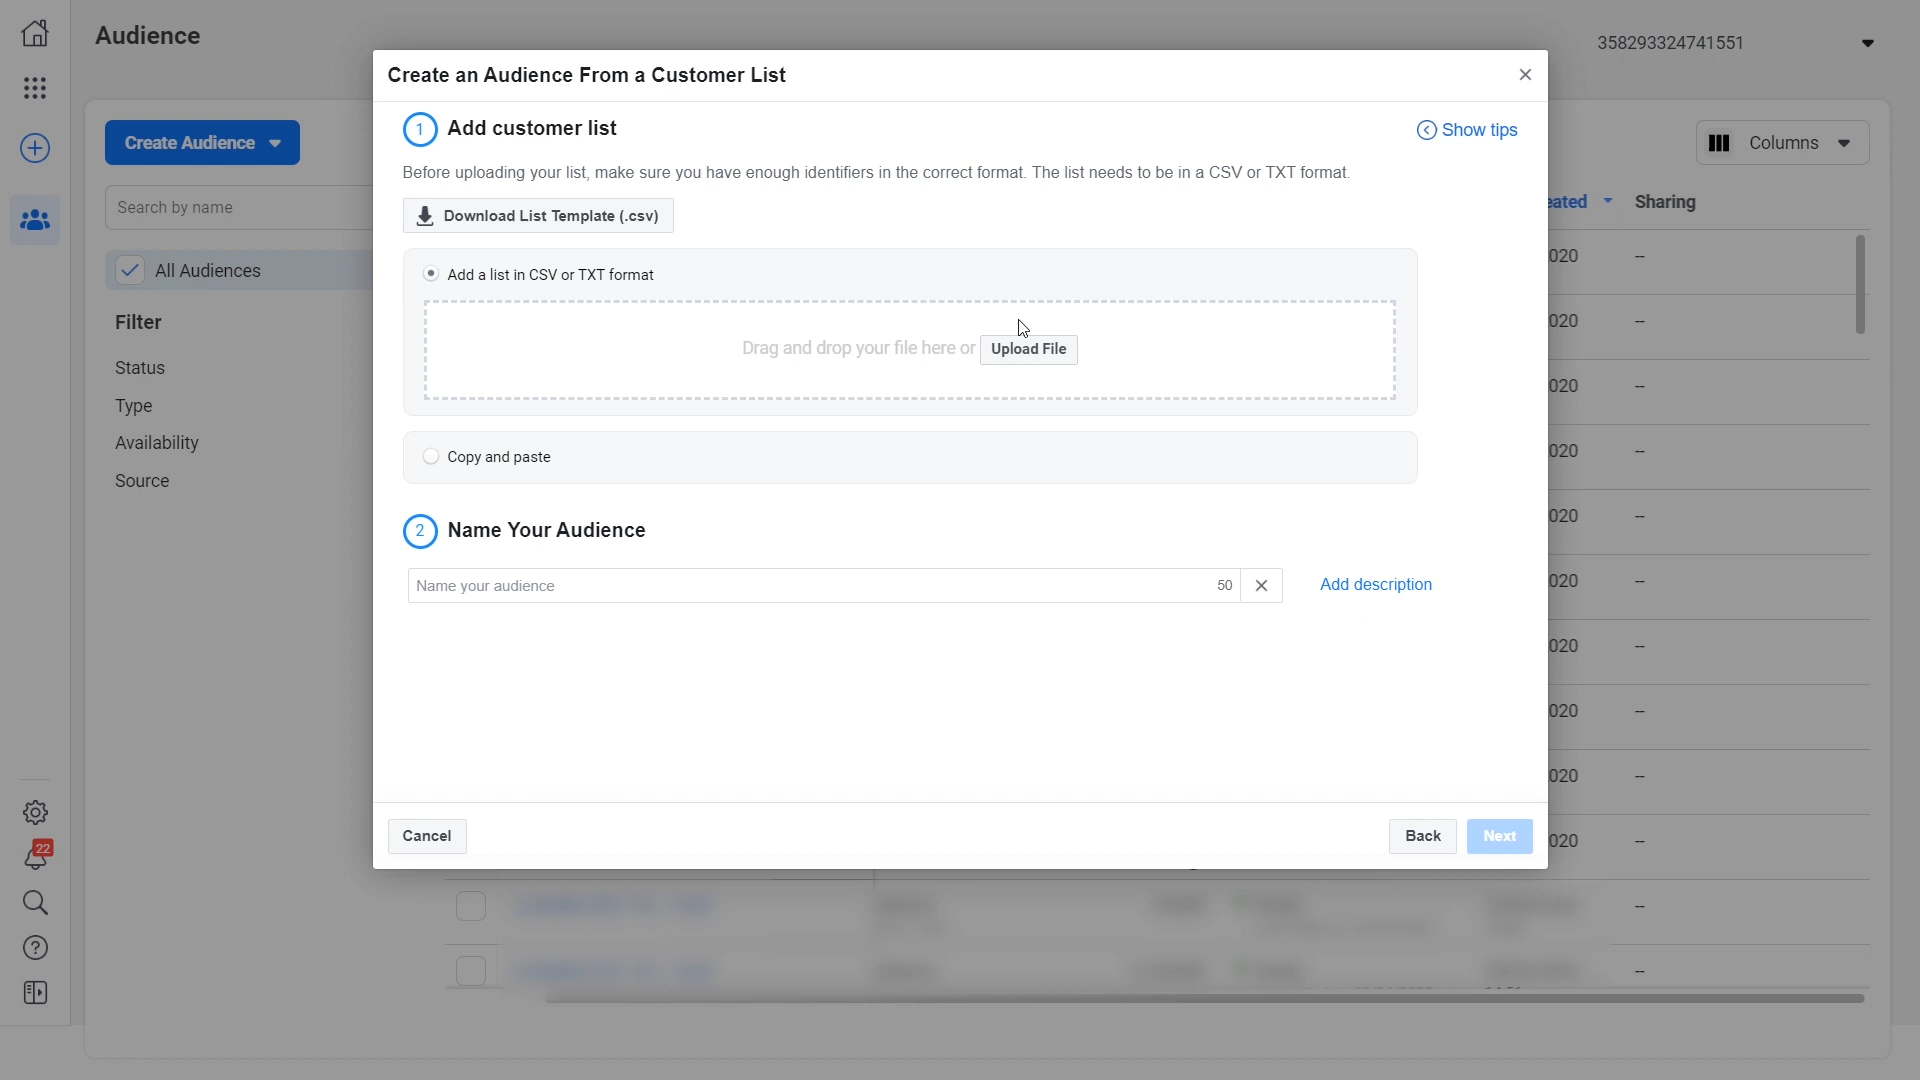 Audience
358293324741551
Create an Audience From a Customer List
1 Add customer list
Show tips
Create Audience
Columns
Before uploading your list, make sure you have enough identifiers in the correct format. The list needs to be in a CSV or TXT format.
Search by name
eated
Sharing
Download List Template (.csv)
020 --
All Audiences
Add a list in CSV or TXT format
Filter
020 --
Drag and drop your file here or Upload File
Status
020 --
Type
Availability
020 --
Copy and paste
Source
020 --
2 Name Your Audience
Name your audience 50
Add description
020 --
020 --
020 --
020 --
Cancel
Back
Next
020 --
22
--
--